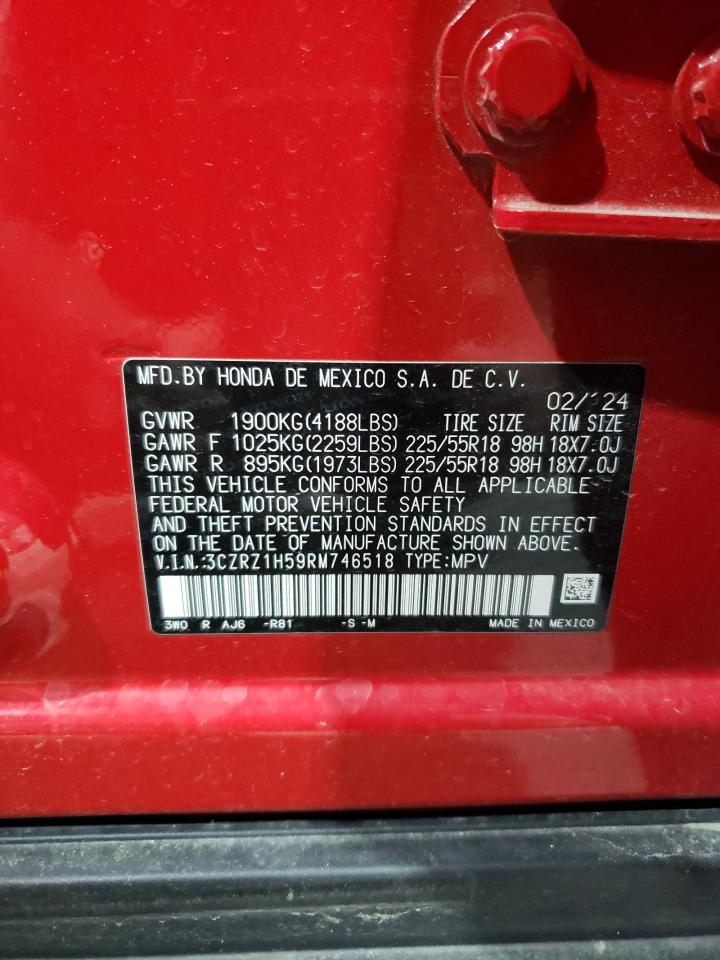 MFD.BY HONDA DE MEXICO S.A. DE C.V.
02/'24
GVWR 1900KG(4188LBS) TIRE SIZE RIM SIZE
GAWR F 1025KG(2259LBS) 225/55R18 98H 18X7.0J
GAWR R 895KG(1973LBS) 225/55R18 98H 18X7.0J
THIS VEHICLE CONFORMS TO ALL APPLICABLE
FEDERAL MOTOR VEHICLE SAFETY
AND THEFT PREVENTION STANDARDS IN EFFECT
ON THE DATE OF MANUFACTURE SHOWN ABOVE.
V.I.N:3CZRZ1H59RM746518 TYPE:MPV
3WO R AJ6 -R81 -S -M MADE IN MEXICO